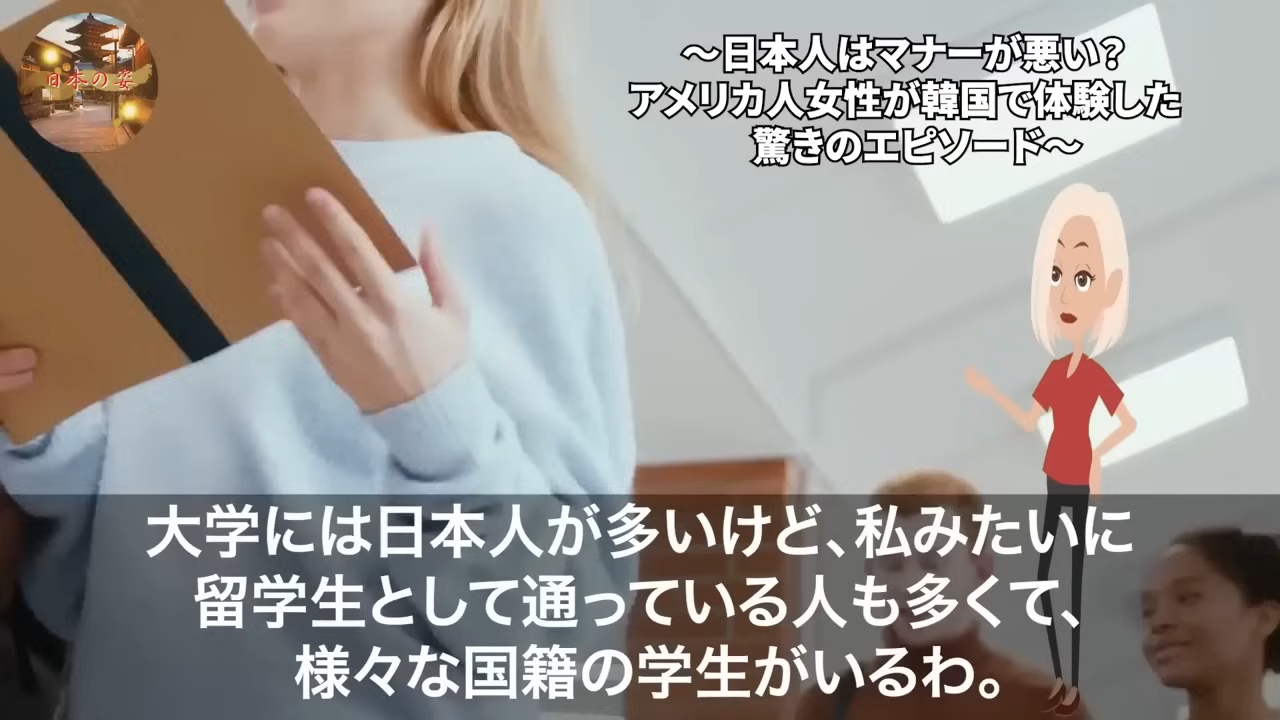 日本の姿
～日本人はマナーが悪い？
アメリカ人女性が韓国で体験した
驚きのエピソード～
大学には日本人が多いけど、私みたいに
留学生として通っている人も多くて、
様々な国籍の学生がいるわ。